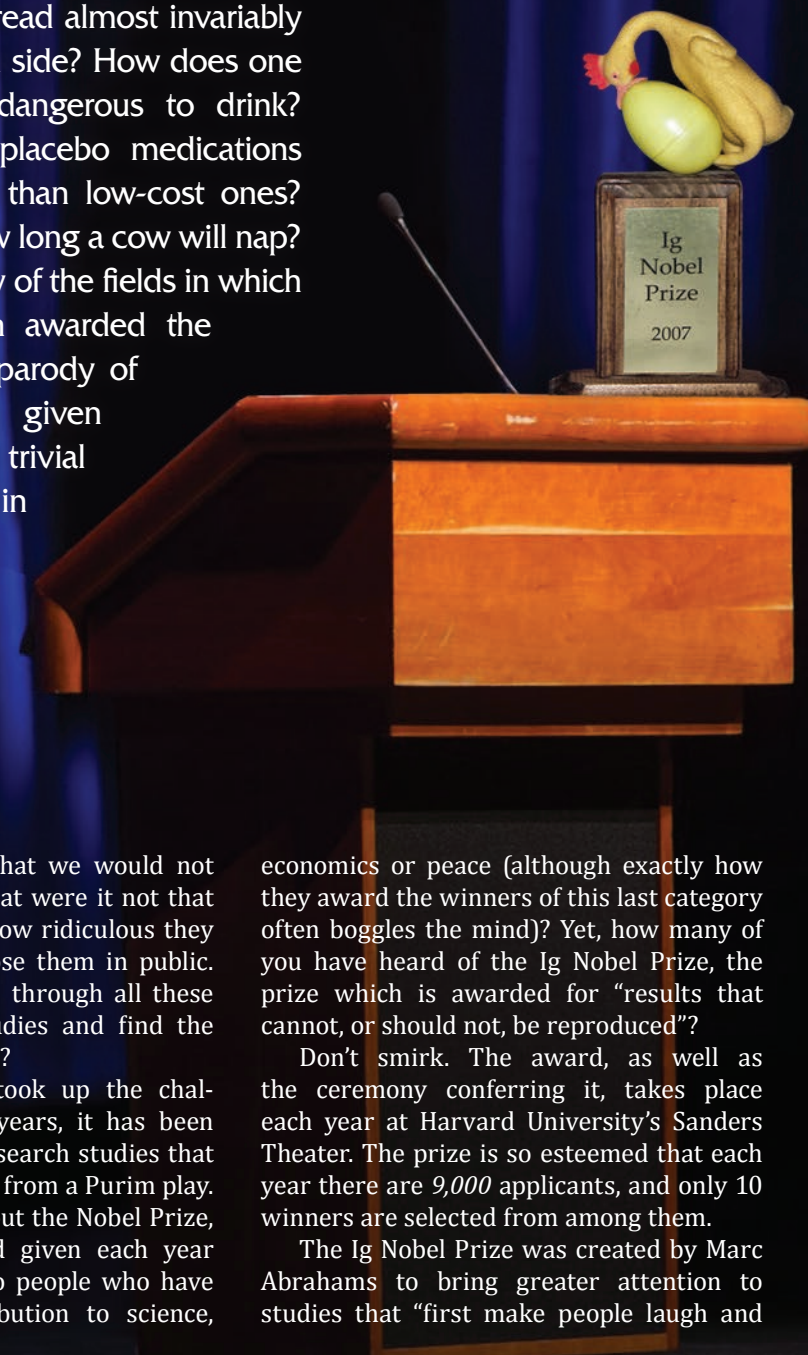 read almost invariably
side? How does one
dangerous to drink?
placebo medications
than low-cost ones?
w long a cow will nap?
y of the fields in which
n awarded the
parody of
given
trivial
in
Ig
Nobel
Prize
2007
hat we would not
at were it not that
ow ridiculous they
ose them in public.
through all these
udies and find the
?
took up the chal-
years, it has been
search studies that
from a Purim play.
ut the Nobel Prize,
d given each year
o people who have
bution to science,
economics or peace (although exactly how
they award the winners of this last category
often boggles the mind)? Yet, how many of
you have heard of the Ig Nobel Prize, the
prize which is awarded for “results that
cannot, or should not, be reproduced”?
Don’t smirk. The award, as well as
the ceremony conferring it, takes place
each year at Harvard University’s Sanders
Theater. The prize is so esteemed that each
year there are 9,000 applicants, and only 10
winners are selected from among them.
The Ig Nobel Prize was created by Marc
Abrahams to bring greater attention to
studies that “first make people laugh and